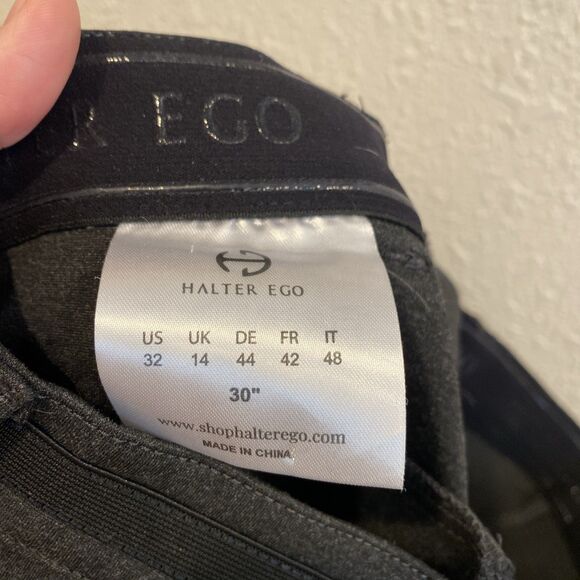 EGO
HALTER EGO
US UK DE FR IT
32 14 44 42 48
30"
www.shophalterego.com
MADE IN CHINA